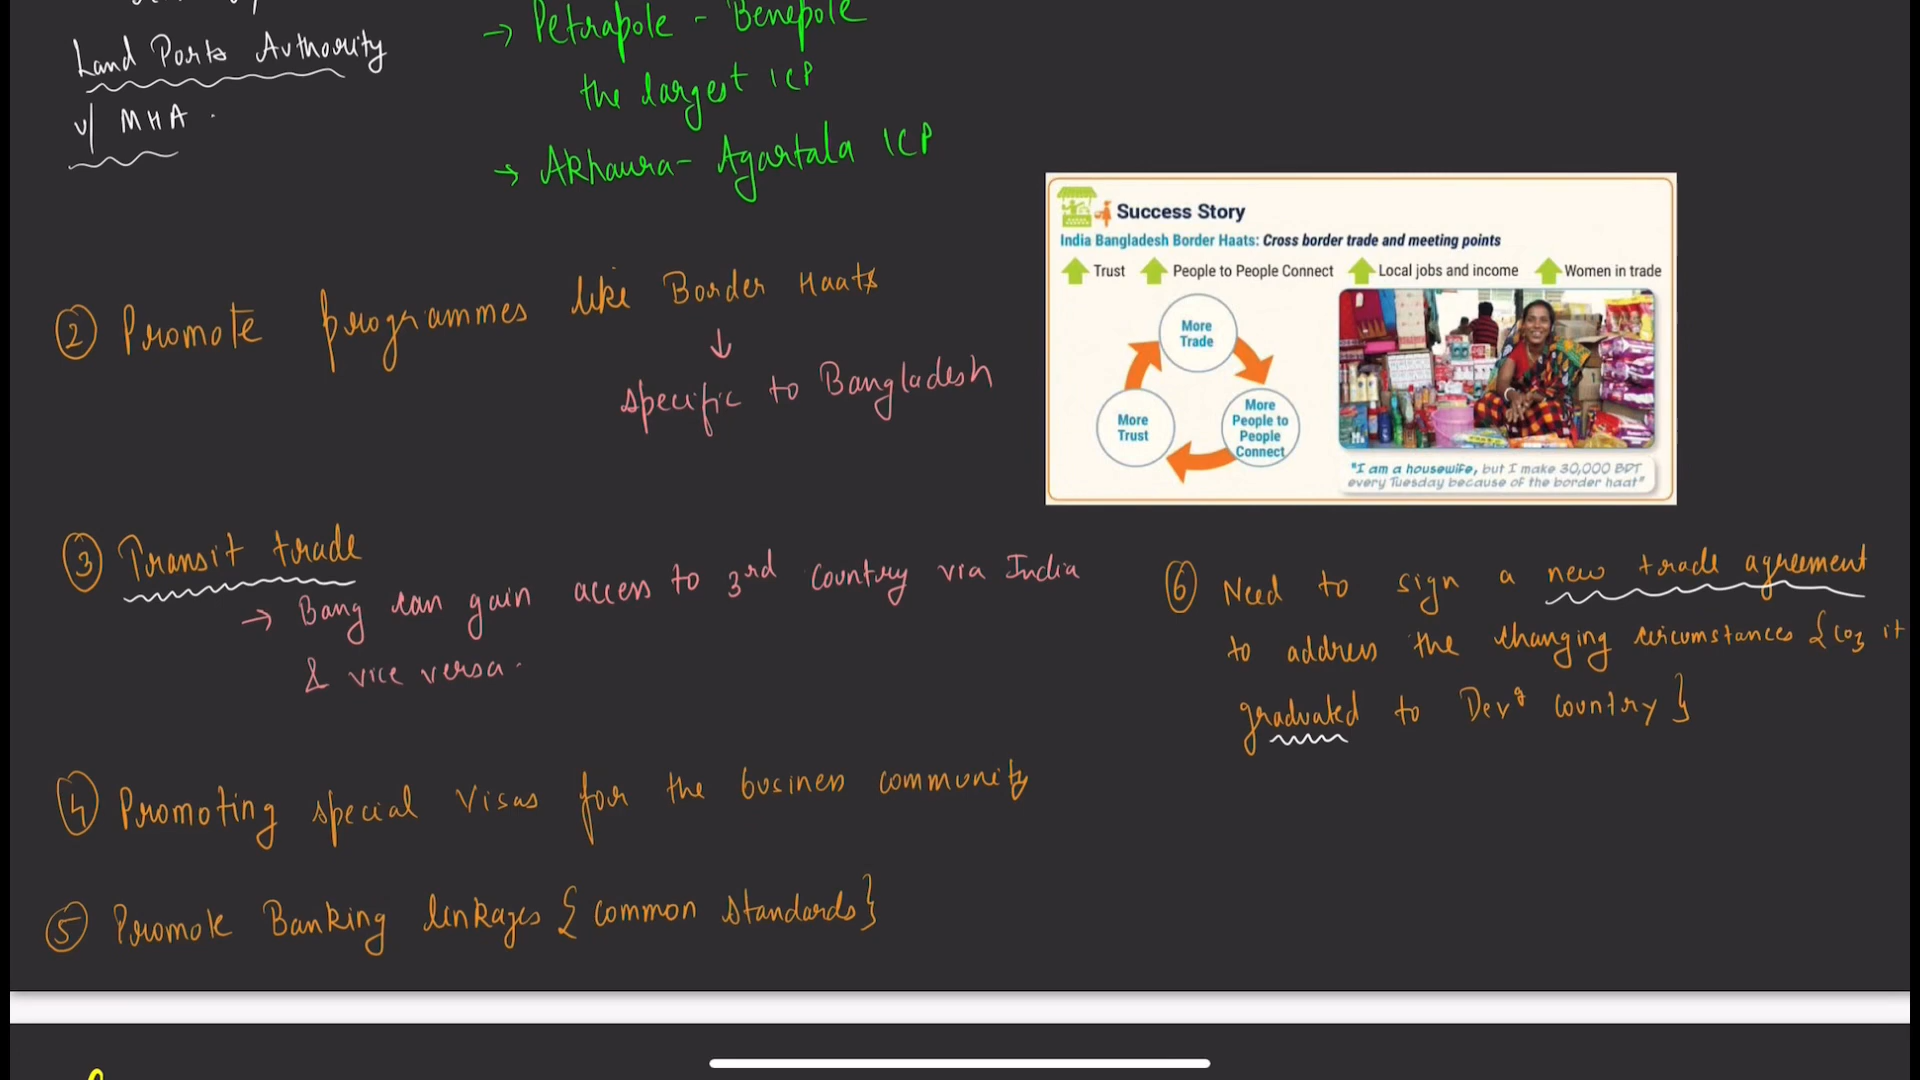 Land Ports Authority
u/ MHA.
→ Petrapole - Benepole
the largest ICP
→ Akhaura- Agartala ICP
② Promote programmes like Border Haats
↓
specific to Bangladesh
Success Story
India Bangladesh Border Haats: Cross border trade and meeting points
Trust
People to People Connect
Local jobs and income
Women in trade
More
Trade
More
People to
People
Connect
More
Trust
"I am a housewife, but I make 30,000 BDT
every Tuesday because of the border haat"
③ Transit trade
→ Bang can gain access to 3rd Country via India
& vice versa.
④ Promoting special Visas for the business community
⑤ Promote Banking linkages { common standards }
⑥ Need to sign a new trade agreement
to address the changing circumstances { coz it
graduated to Devg Country }